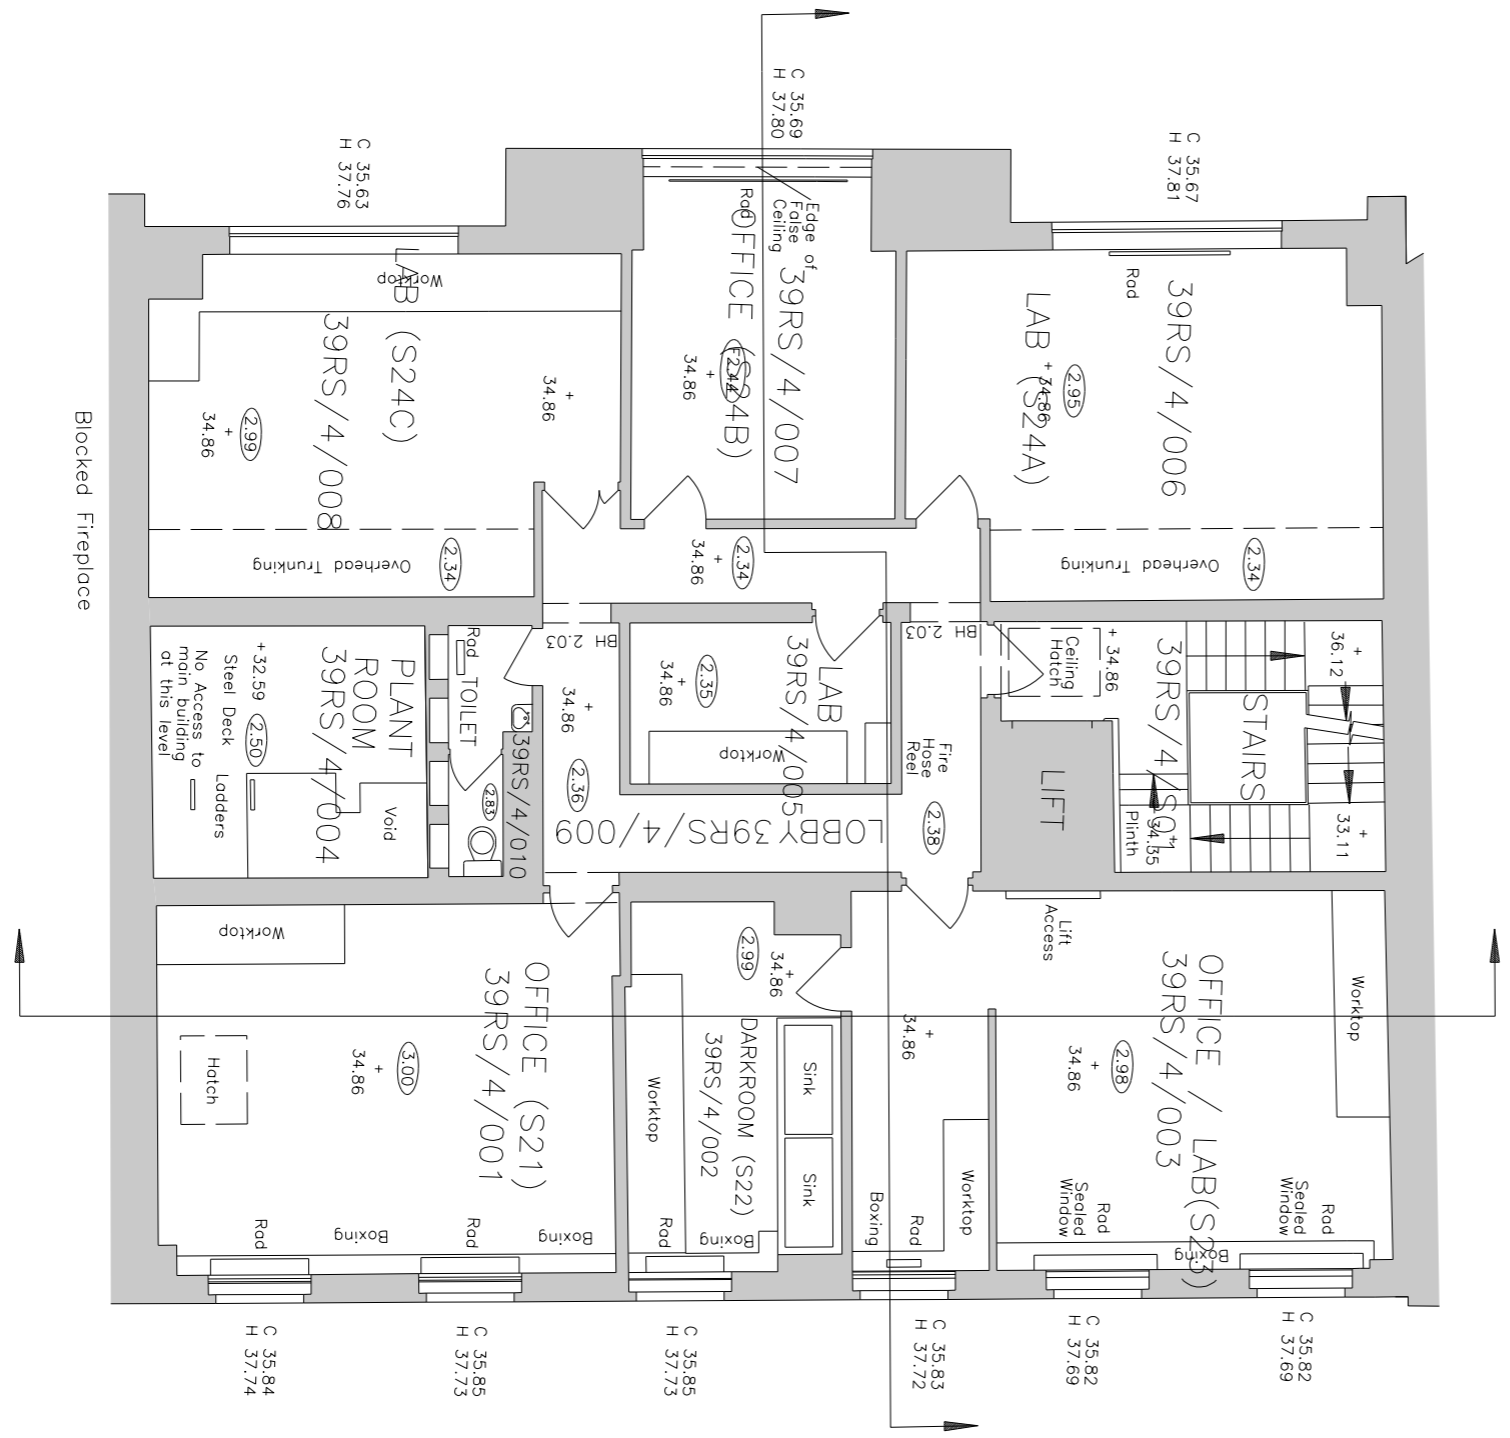 C 35.69
H 37.80
C 35.63
H 37.76
C 35.67
H 37.81
Worktop
LAB (S24C)
39RS/4/008
34.86
2.99
34.86
Overhead Trunking
2.34
Blocked Fireplace
Rad
Edge of
False
Ceiling
39RS/4/007
OFFICE (S24B)
34.86
34.86
2.34
Rad
39RS/4/006
LAB (S24A)
2.95
34.86
Overhead Trunking
2.34
PLANT
ROOM
39RS/4/004
32.59
2.50
Steel Deck
No Access to
main building
at this level
Ladders
Void
Rad
TOILET
39RS/4/010
2.83
BH 2.03
34.86
2.36
LAB
39RS/4/005
2.35
34.86
Worktop
LOBBY 39RS/4/009
BH 2.03
Fire
Hose
Reel
2.38
Ceiling
Hatch
34.86
39RS/4/S01
LIFT
STAIRS
36.12
33.11
34.35
Plinth
Worktop
OFFICE (S21)
39RS/4/001
3.00
34.86
Hatch
Rad
Boxing
Rad
Boxing
2.99
34.86
DARKROOM (S22)
39RS/4/002
Worktop
Sink
Sink
Rad
Boxing
34.86
Worktop
Boxing
Rad
Lift
Access
OFFICE / LAB(S23)
39RS/4/003
2.98
34.86
Worktop
Rad
Sealed
Window
Rad
Sealed
Window
Boxing
C 35.84
H 37.74
C 35.85
H 37.73
C 35.85
H 37.73
C 35.83
H 37.72
C 35.82
H 37.69
C 35.82
H 37.69